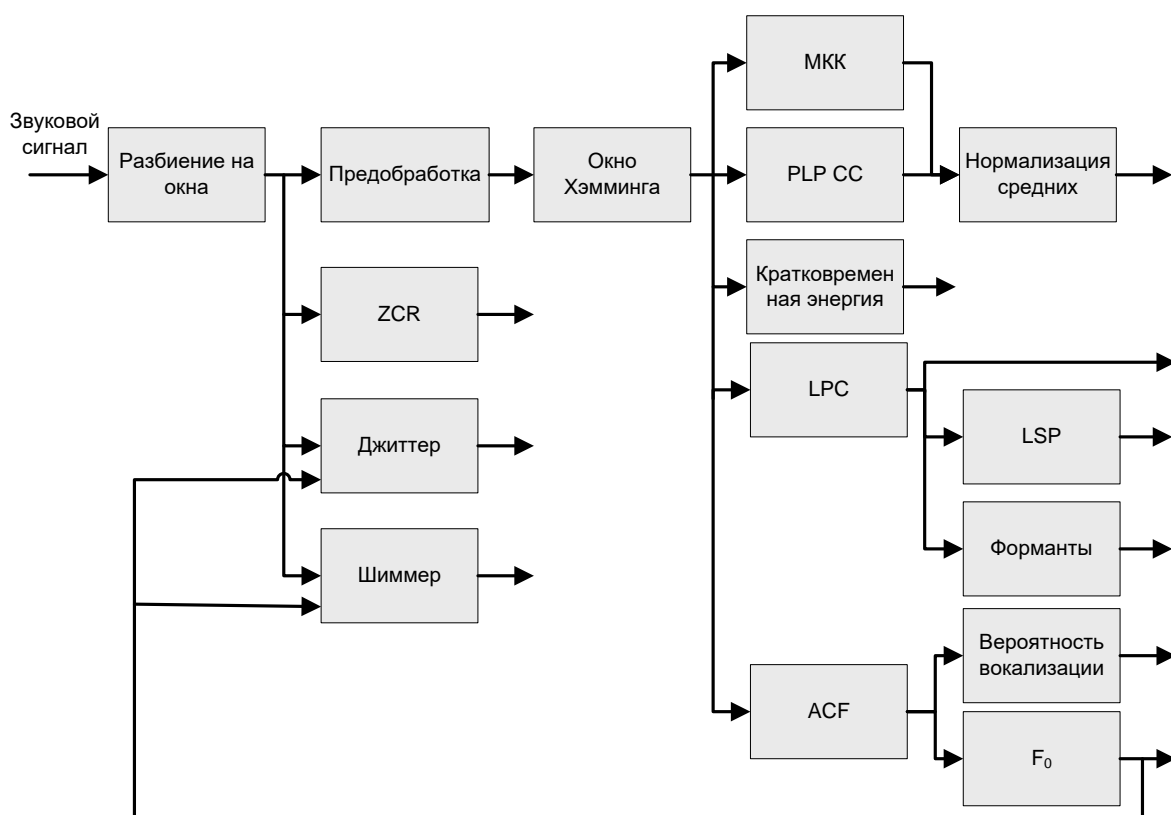 МКК
Звуковой
сигнал
Разбиение на
окна
Предобработка
Окно
Хэмминга
PLP CC
Нормализация
средних
ZCR
Кратковремен
ная энергия
LPC
Джиттер
LSP
Шиммер
Форманты
Вероятность
вокализации
ACF
F₀